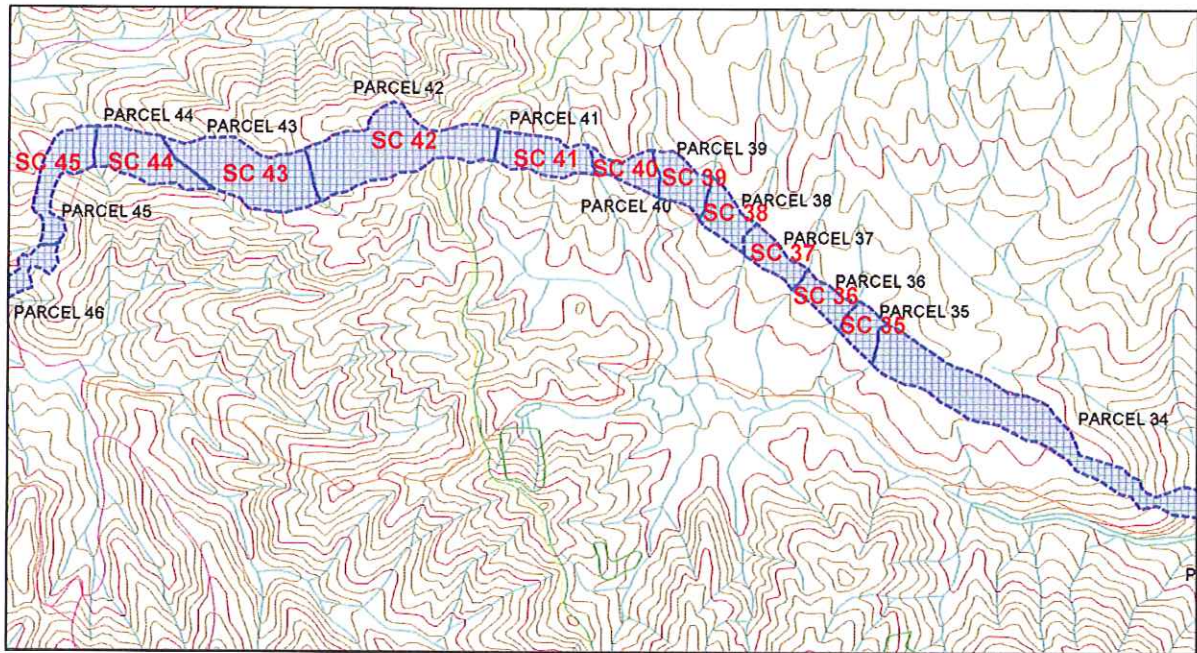 PARCEL 42
PARCEL 44
PARCEL 43
PARCEL 41
SC 42
PARCEL 39
SC 45
SC 44
SC 43
SC 41
SC 40
SC 39
PARCEL 45
PARCEL 40
SC 38
PARCEL 38
PARCEL 37
SC 37
PARCEL 46
SC 36
PARCEL 36
SC 35
PARCEL 35
PARCEL 34
P